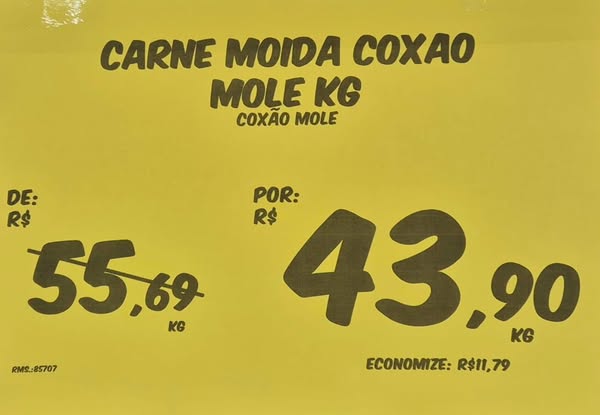 CARNE MOIDA COXAO
MOLE KG
COXÃO MOLE
DE:
R$
55,69
KG
POR:
R$
43,90
KG
ECONOMIZE: R$11,79
RMS.:85707